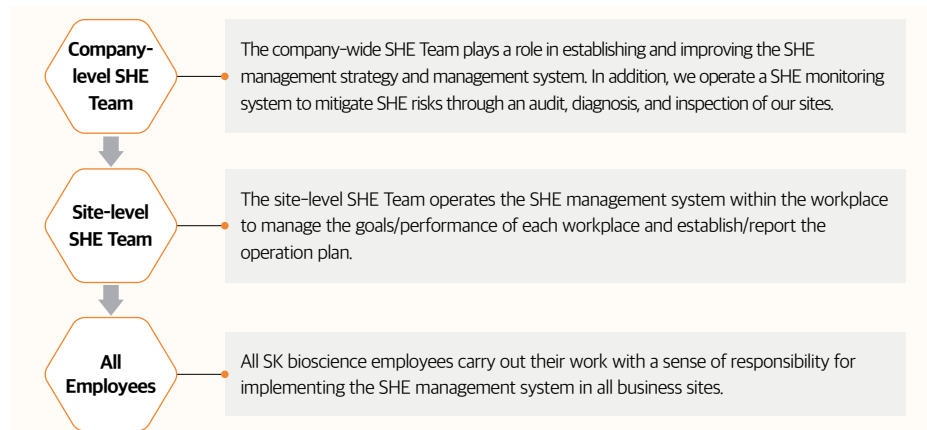 Company-
level SHE
Team
The company-wide SHE Team plays a role in establishing and improving the SHE
management strategy and management system. In addition, we operate a SHE monitoring
system to mitigate SHE risks through an audit, diagnosis, and inspection of our sites.
Site-level
SHE Team
The site-level SHE Team operates the SHE management system within the workplace
to manage the goals/performance of each workplace and establish/report the
operation plan.
All
Employees
All SK bioscience employees carry out their work with a sense of responsibility for
implementing the SHE management system in all business sites.